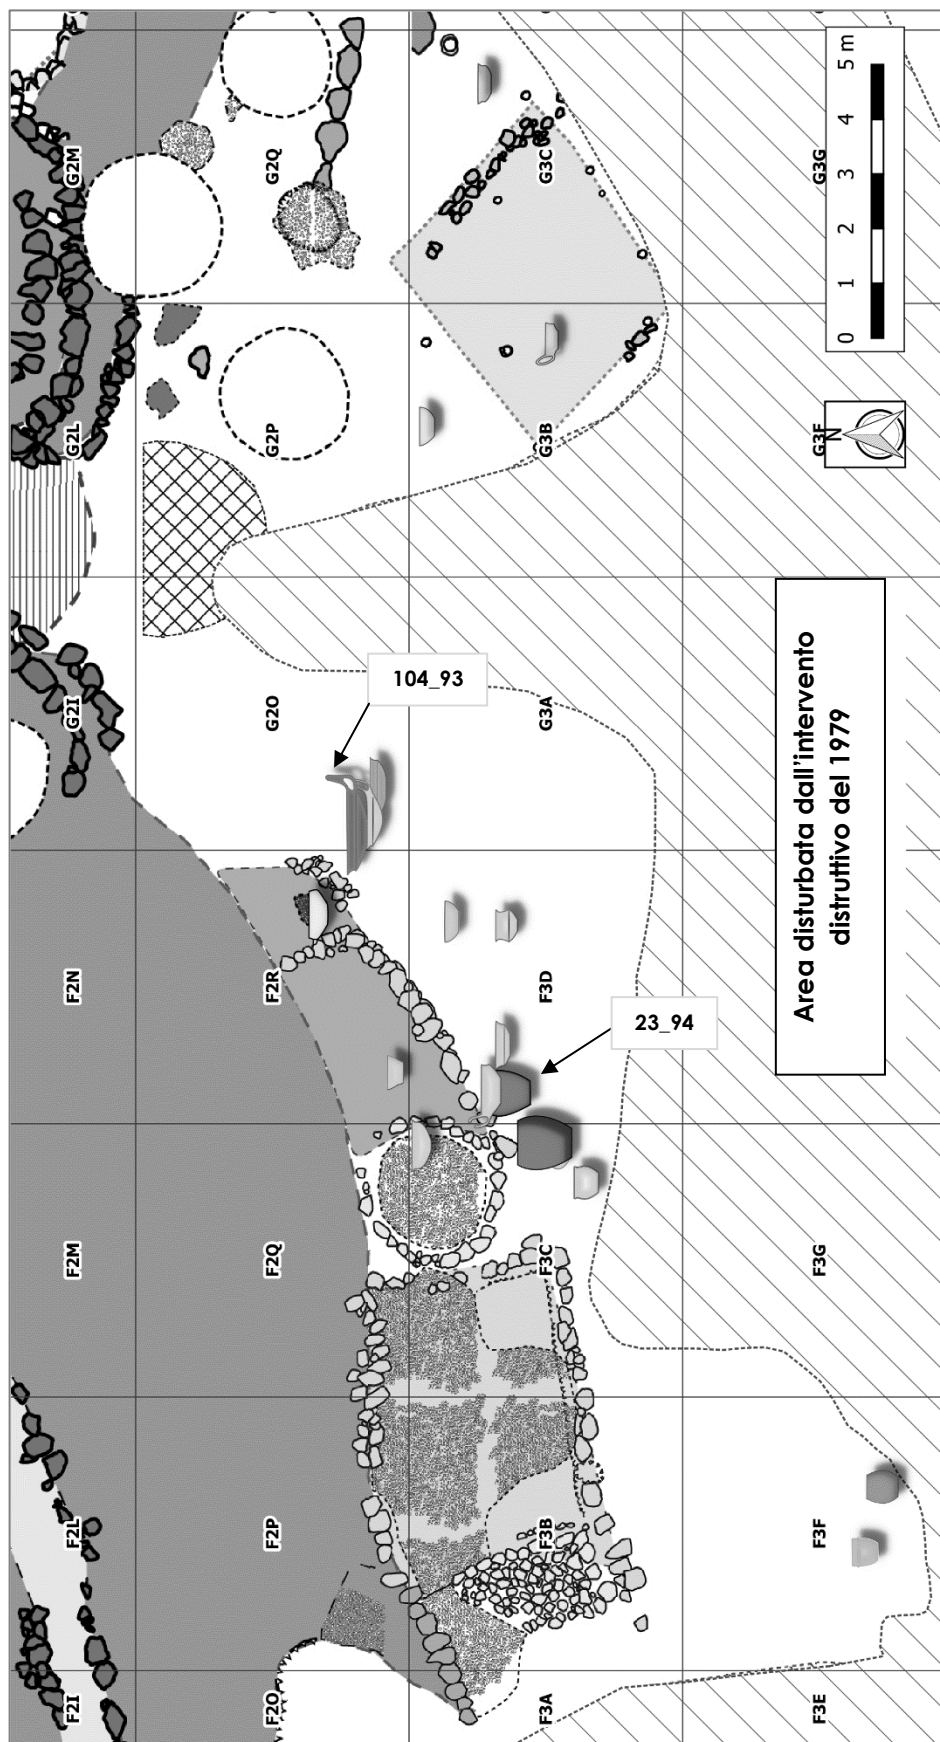 F2I
F2L
F2M
F2N
G2I
G2L
G2M
F2O
F2P
F2Q
F2R
G2O
G2P
G2Q
104_93
F3A
F3B
F3C
F3D
G3A
G3B
G3C
23_94
F3E
F3F
F3G
G3F
G3G
Area disturbata dall'intervento
distruttivo del 1979
N
0 1 2 3 4 5 m